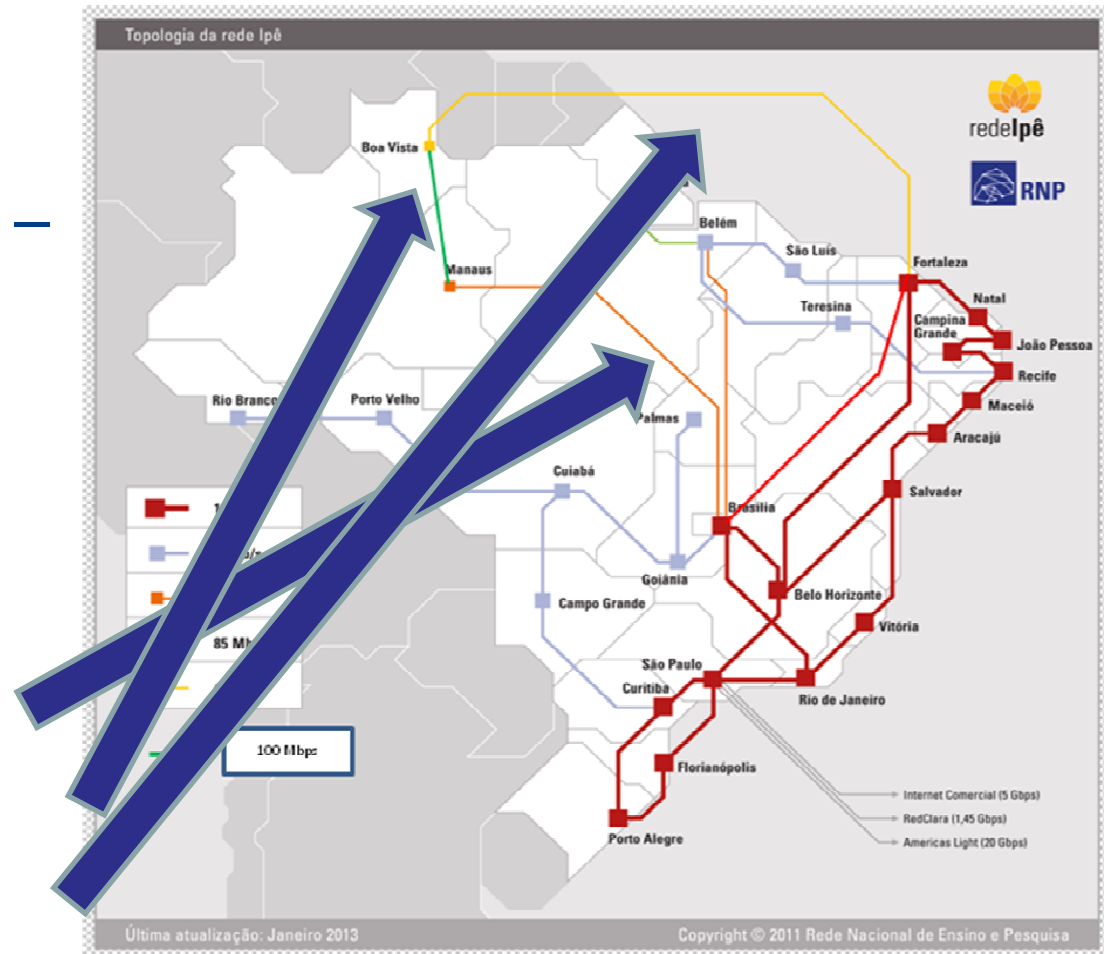 Topologia da rede Ipê
redeIpê
RNP
Boa Vista
Belém
São Luís
Manaus
Fortaleza
Teresina
Natal
Campina
Grande
João Pessoa
Recife
Rio Branco
Porto Velho
Maceió
Palmas
Aracajú
Cuiabá
Salvador
Brasília
Goiânia
Campo Grande
Belo Horizonte
Vitória
85
São Paulo
Curitiba
Rio de Janeiro
100 Mbps
Florianópolis
Internet Comercial (5 Gbps)
RedClara (1,45 Gbps)
Porto Alegre
Americas Light (20 Gbps)
Última atualização: Janeiro 2013
Copyright © 2011 Rede Nacional de Ensino e Pesquisa